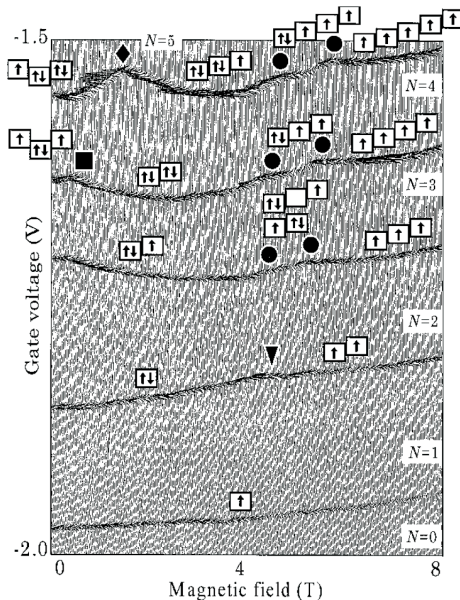 -1.5
N=5
N=4
N=3
Gate voltage (V)
N=2
N=1
N=0
-2.0
0
4
8
Magnetic field (T)